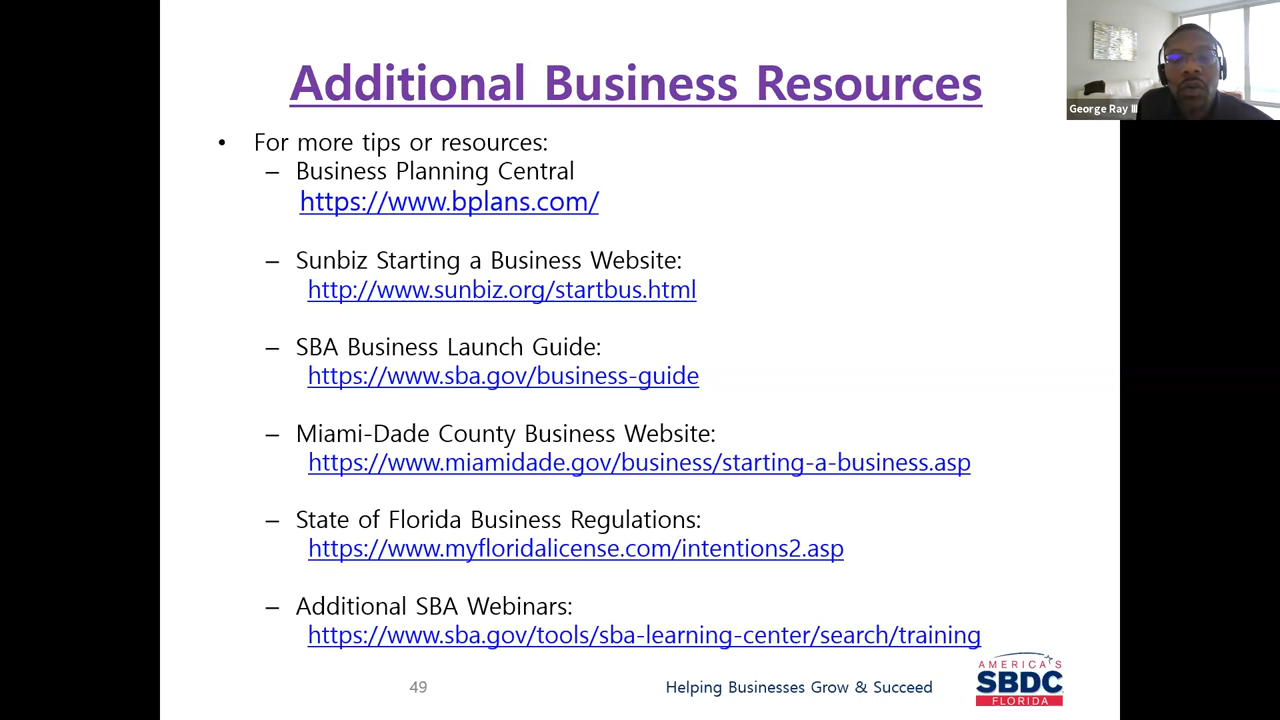 Additional Business Resources
George Ray III
• For more tips or resources:
– Business Planning Central
https://www.bplans.com/
– Sunbiz Starting a Business Website:
http://www.sunbiz.org/startbus.html
– SBA Business Launch Guide:
https://www.sba.gov/business-guide
– Miami-Dade County Business Website:
https://www.miamidade.gov/business/starting-a-business.asp
– State of Florida Business Regulations:
https://www.myfloridalicense.com/intentions2.asp
– Additional SBA Webinars:
https://www.sba.gov/tools/sba-learning-center/search/training
49
Helping Businesses Grow & Succeed
AMERICA'S
SBDC
FLORIDA